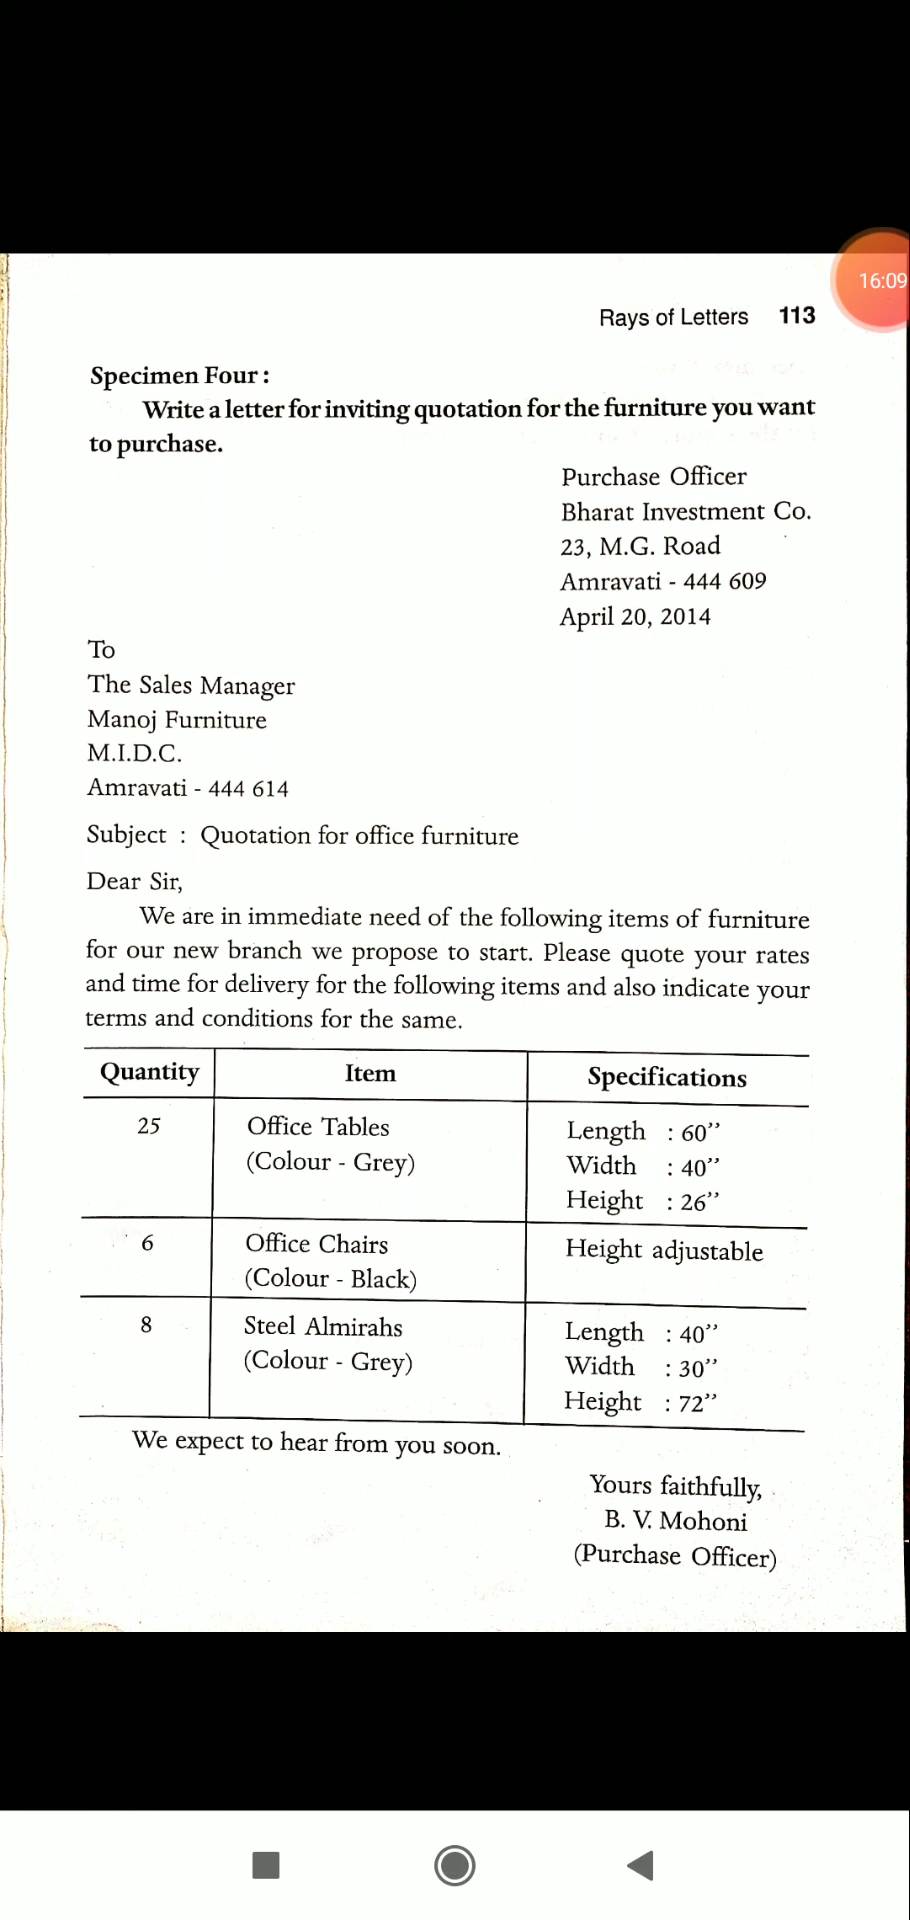 16:09
Rays of Letters 113
Specimen Four :
Write a letter for inviting quotation for the furniture you want
to purchase.
Purchase Officer
Bharat Investment Co.
23, M.G. Road
Amravati - 444 609
April 20, 2014
To
The Sales Manager
Manoj Furniture
M.I.D.C.
Amravati - 444 614
Subject : Quotation for office furniture
Dear Sir,
We are in immediate need of the following items of furniture
for our new branch we propose to start. Please quote your rates
and time for delivery for the following items and also indicate your
terms and conditions for the same.
Quantity Item Specifications
25 Office Tables Length : 60’’
(Colour - Grey) Width : 40’’
Height : 26’’
6 Office Chairs Height adjustable
(Colour - Black)
8 Steel Almirahs Length : 40’’
(Colour - Grey) Width : 30’’
Height : 72’’
We expect to hear from you soon.
Yours faithfully,
B. V. Mohoni
(Purchase Officer)